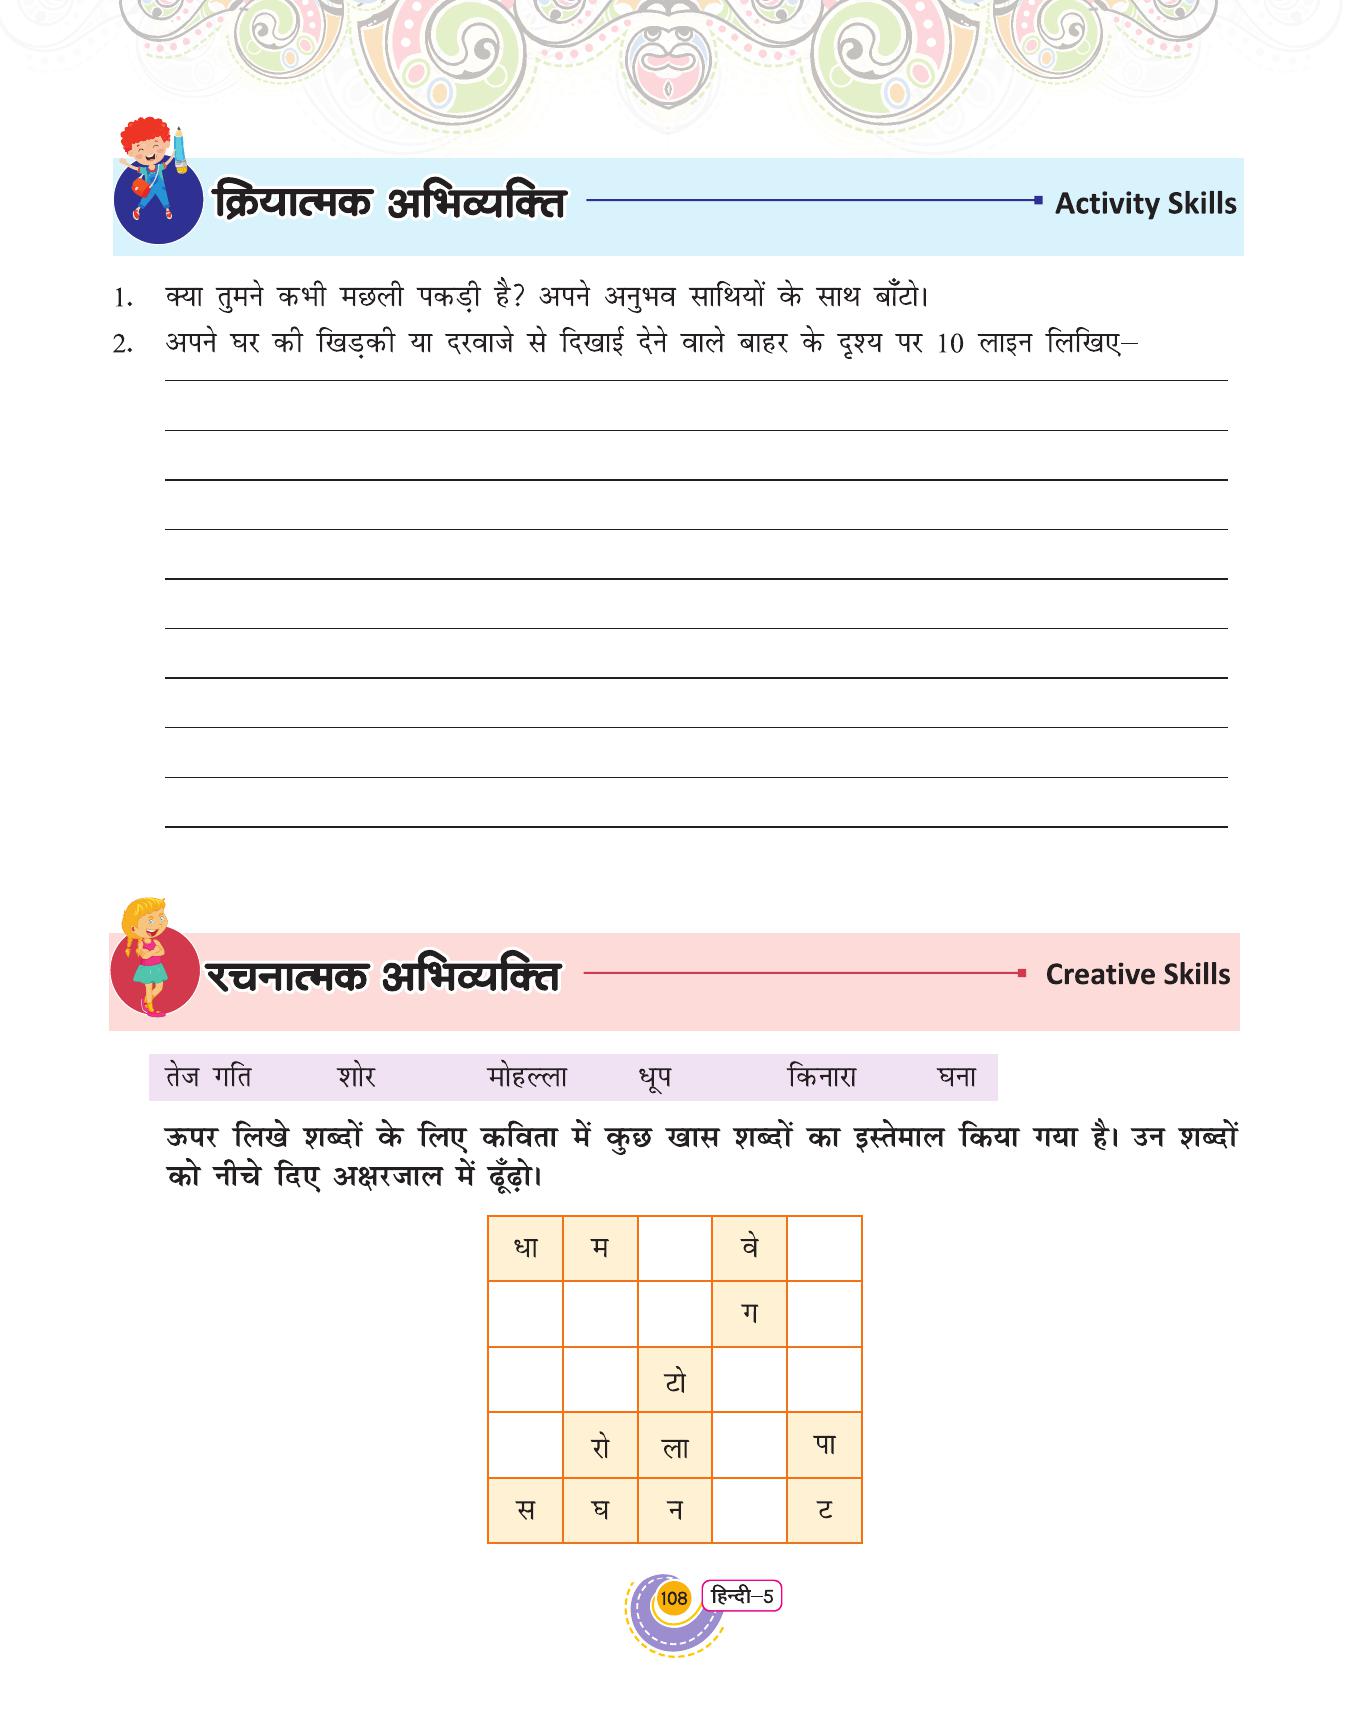 क्रियात्मक अभिव्यक्ति Activity Skills
1. क्या तुमने कभी मछली पकड़ी है? अपने अनुभव साथियों के साथ बाँटो।
2. अपने घर की खिड़की या दरवाजे से दिखाई देने वाले बाहर के दृश्य पर 10 लाइन लिखिए–
रचनात्मक अभिव्यक्ति Creative Skills
तेज गति शोर मोहल्ला धूप किनारा घना
ऊपर लिखे शब्दों के लिए कविता में कुछ खास शब्दों का इस्तेमाल किया गया है। उन शब्दों
को नीचे दिए अक्षरजाल में ढूँढ़ो।
धा म वे
ग
टो
रो ला पा
स घ न ट
108 हिन्दी–5